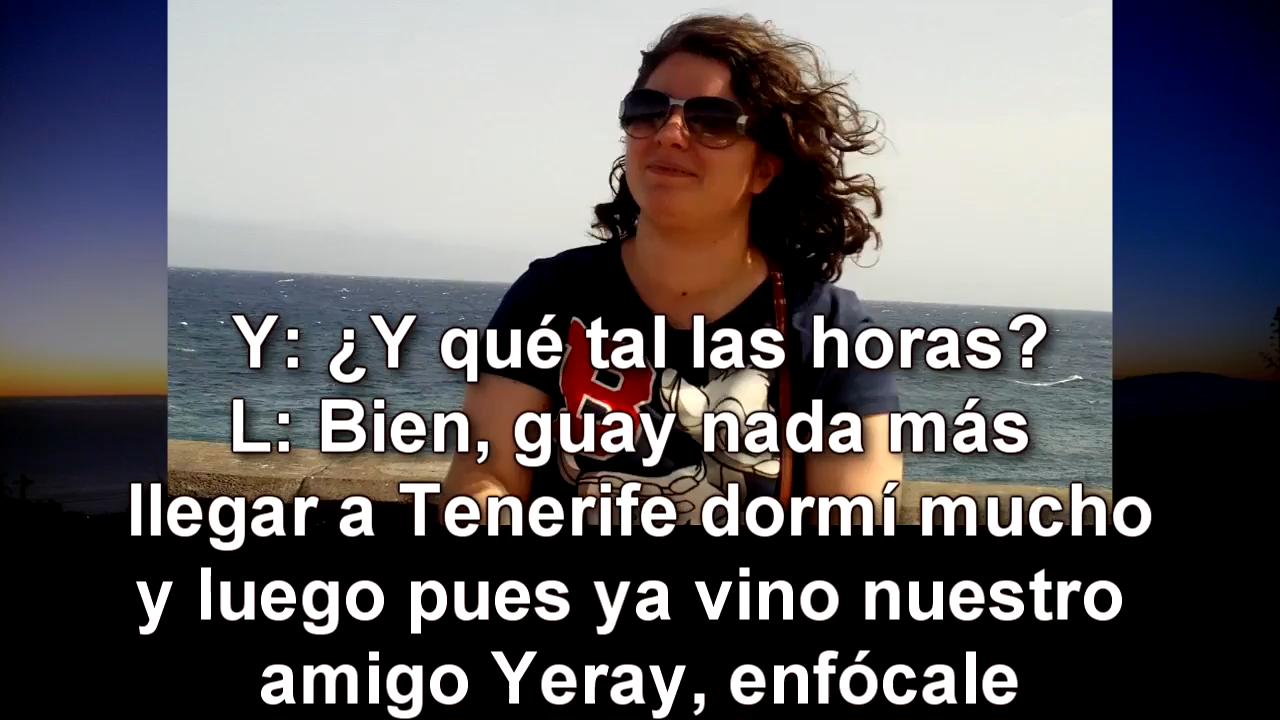 Y: ¿Y qué tal las horas?
L: Bien, guay nada más
llegar a Tenerife dormí mucho
y luego pues ya vino nuestro
amigo Yeray, enfócale
R